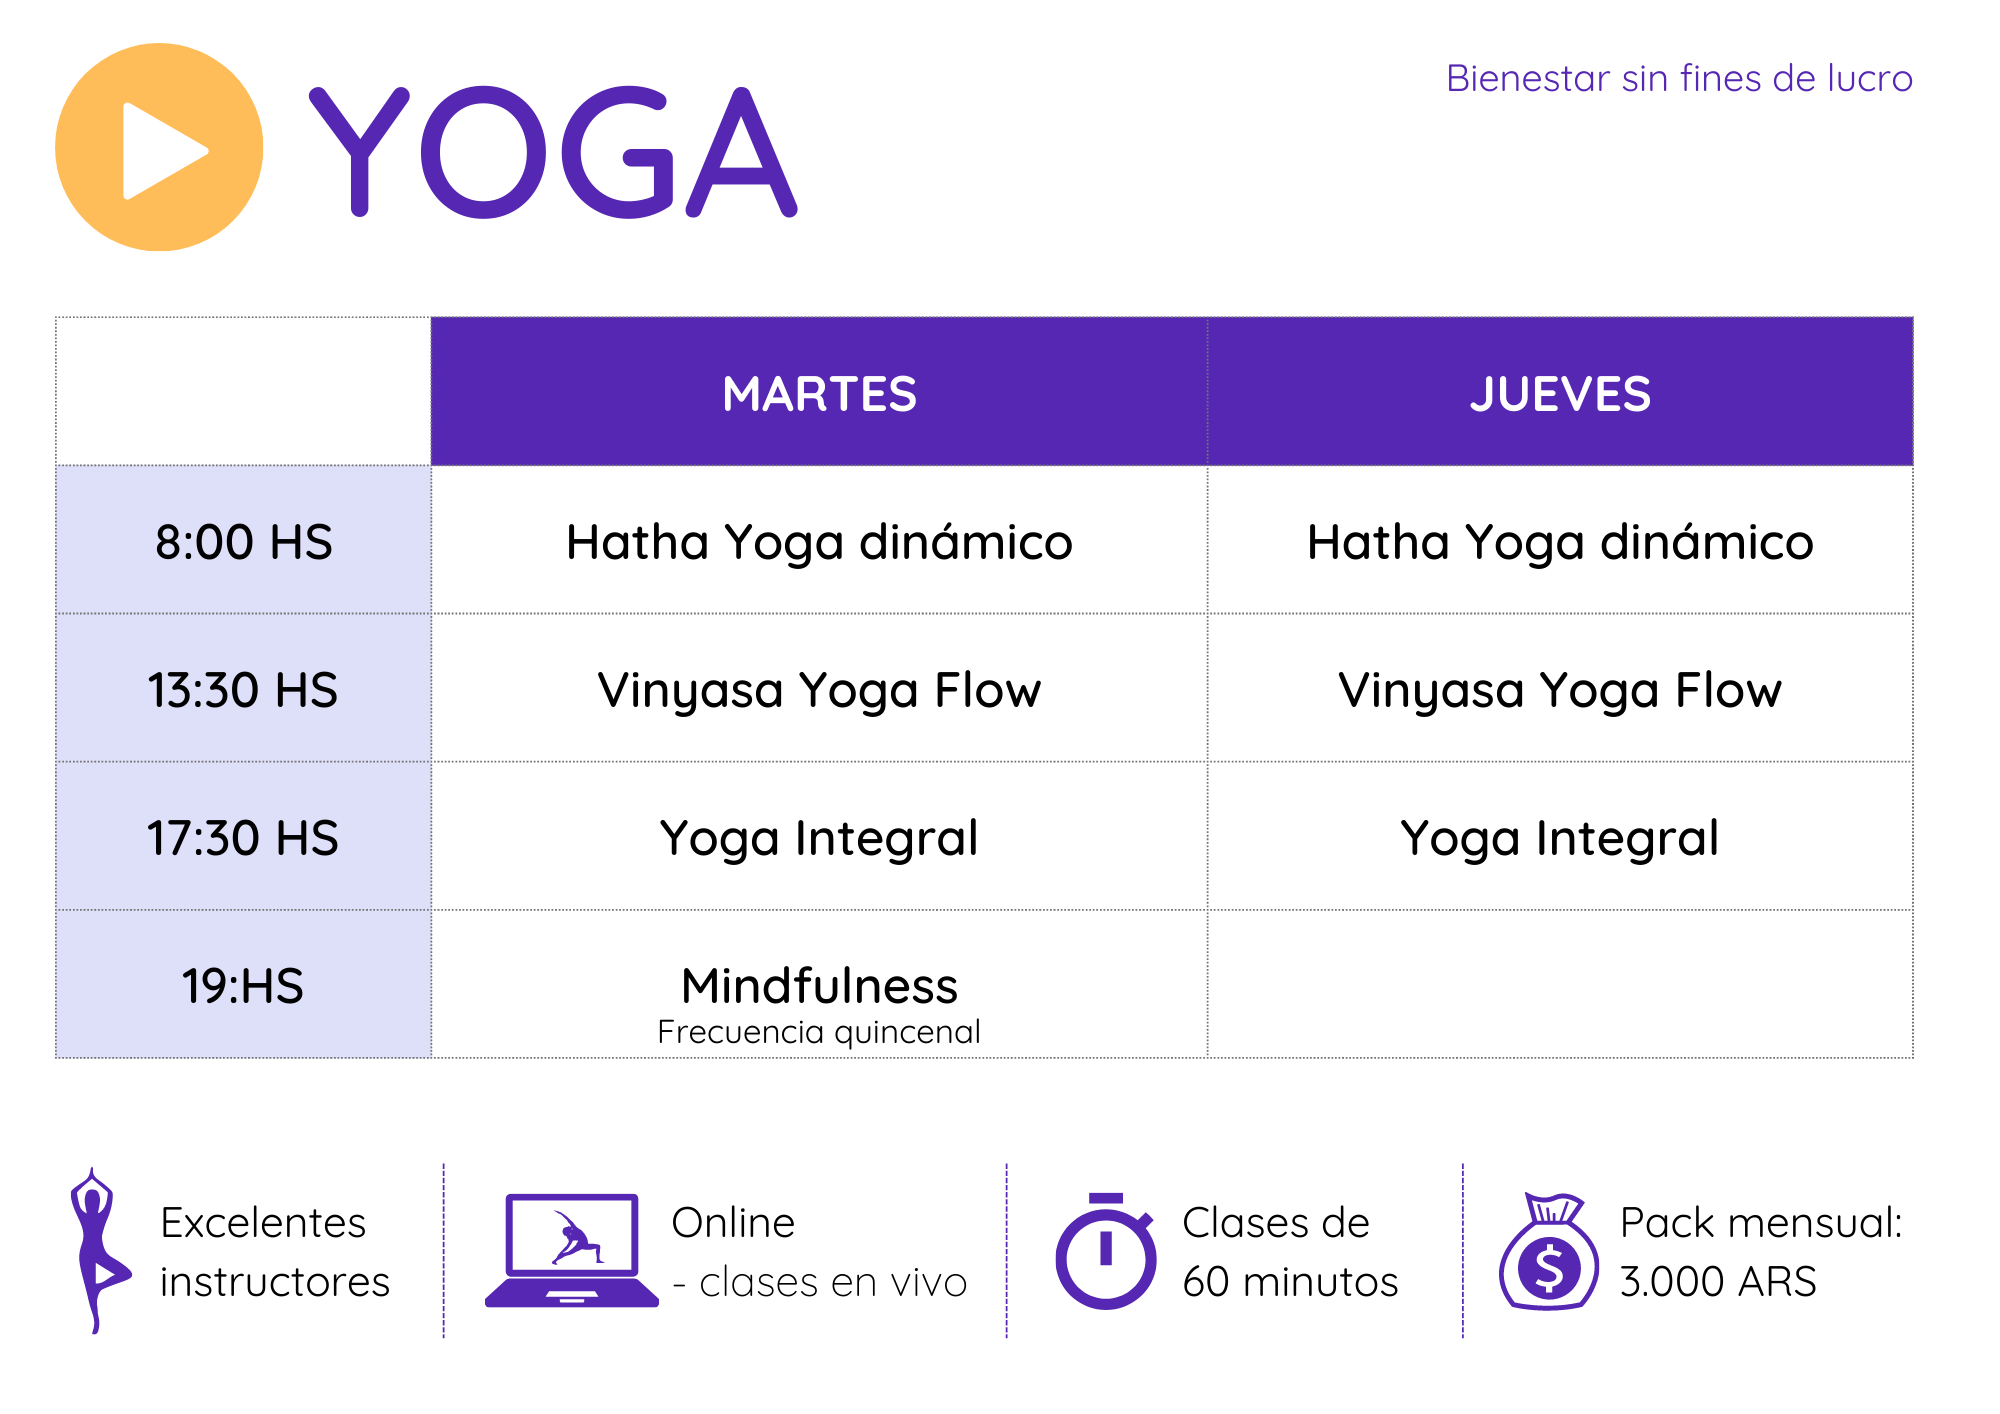 YOGA
Bienestar sin fines de lucro
MARTES JUEVES
8:00 HS Hatha Yoga dinámico Hatha Yoga dinámico
13:30 HS Vinyasa Yoga Flow Vinyasa Yoga Flow
17:30 HS Yoga Integral Yoga Integral
19:HS Mindfulness
Frecuencia quincenal
Excelentes
instructores
Online
- clases en vivo
Clases de
60 minutos
$
Pack mensual:
3.000 ARS